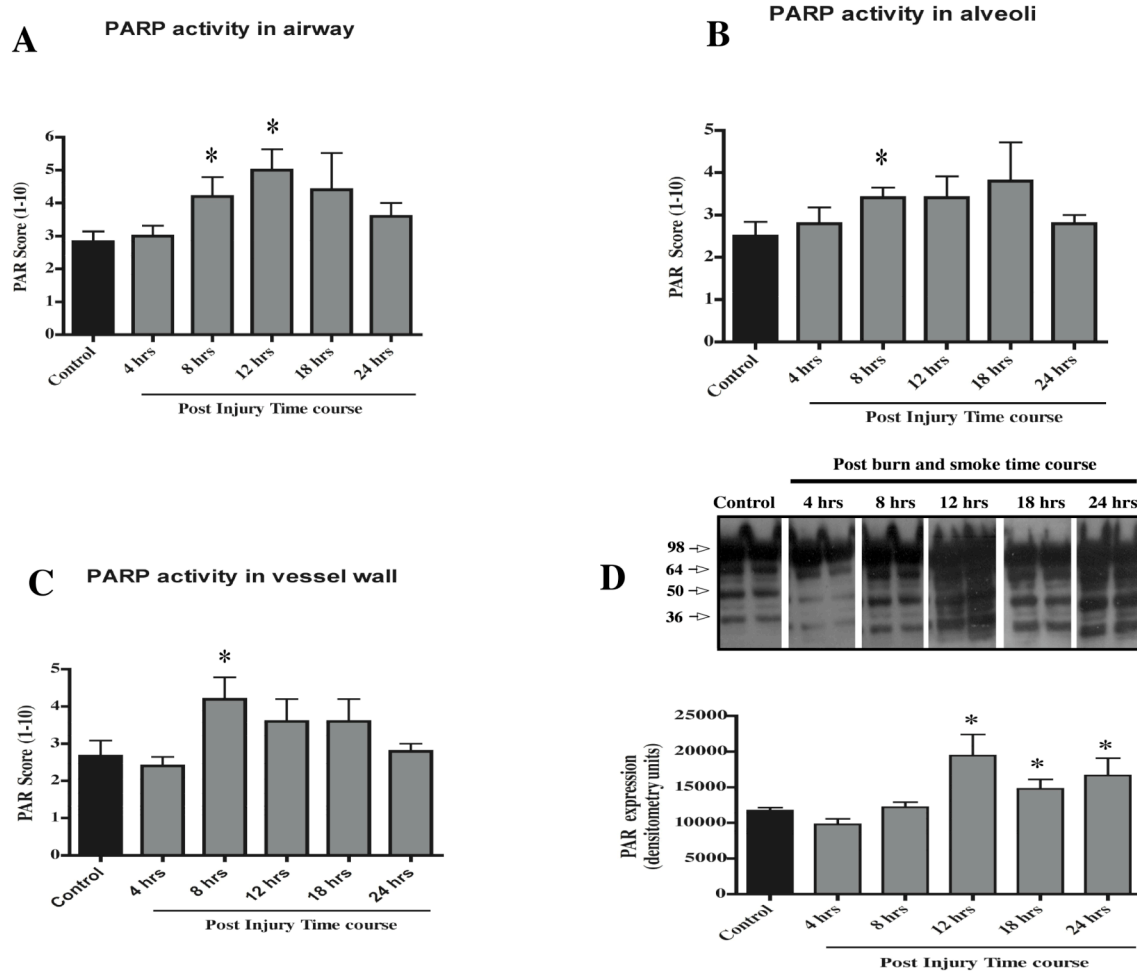 A
PARP activity in airway
PAR Score (1-10)
6
5
4
3
2
1
0
*
*
Control
4 hrs
8 hrs
12 hrs
18 hrs
24 hrs
Post Injury Time course
B
PARP activity in alveoli
PAR Score (1-10)
5
4
3
2
1
0
*
Control
4 hrs
8 hrs
12 hrs
18 hrs
24 hrs
Post Injury Time course
C
PARP activity in vessel wall
PAR Score (1-10)
5
4
3
2
1
0
*
Control
4 hrs
8 hrs
12 hrs
18 hrs
24 hrs
Post Injury Time course
D
Post burn and smoke time course
Control 4 hrs 8 hrs 12 hrs 18 hrs 24 hrs
98
64
50
36
PAR expression
(densitometry units)
25000
20000
15000
10000
5000
0
*
*
*
Control
4 hrs
8 hrs
12 hrs
18 hrs
24 hrs
Post Injury Time course